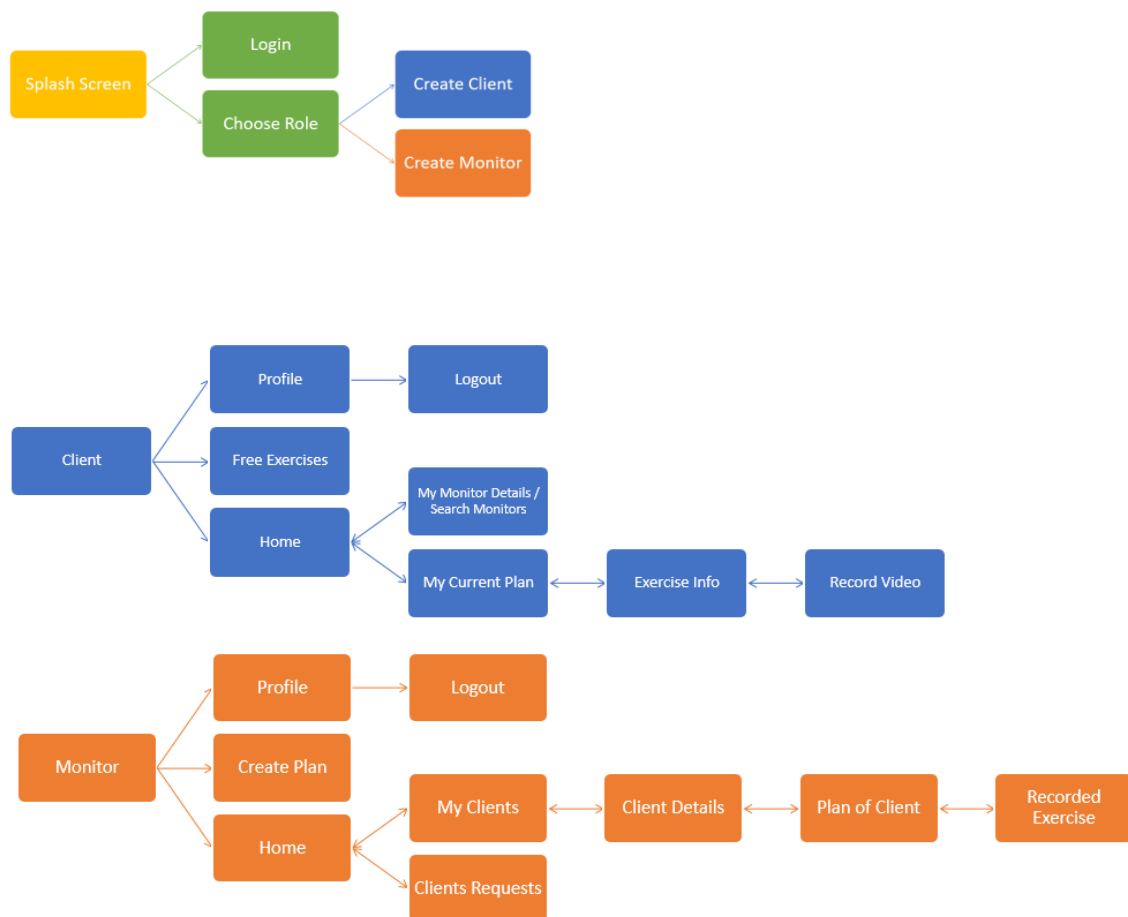 Login
Splash Screen
Create Client
Choose Role
Create Monitor
Profile
Logout
Client
Free Exercises
My Monitor Details /
Search Monitors
Home
My Current Plan
Exercise Info
Record Video
Profile
Logout
Monitor
Create Plan
My Clients
Client Details
Plan of Client
Recorded
Exercise
Home
Clients Requests